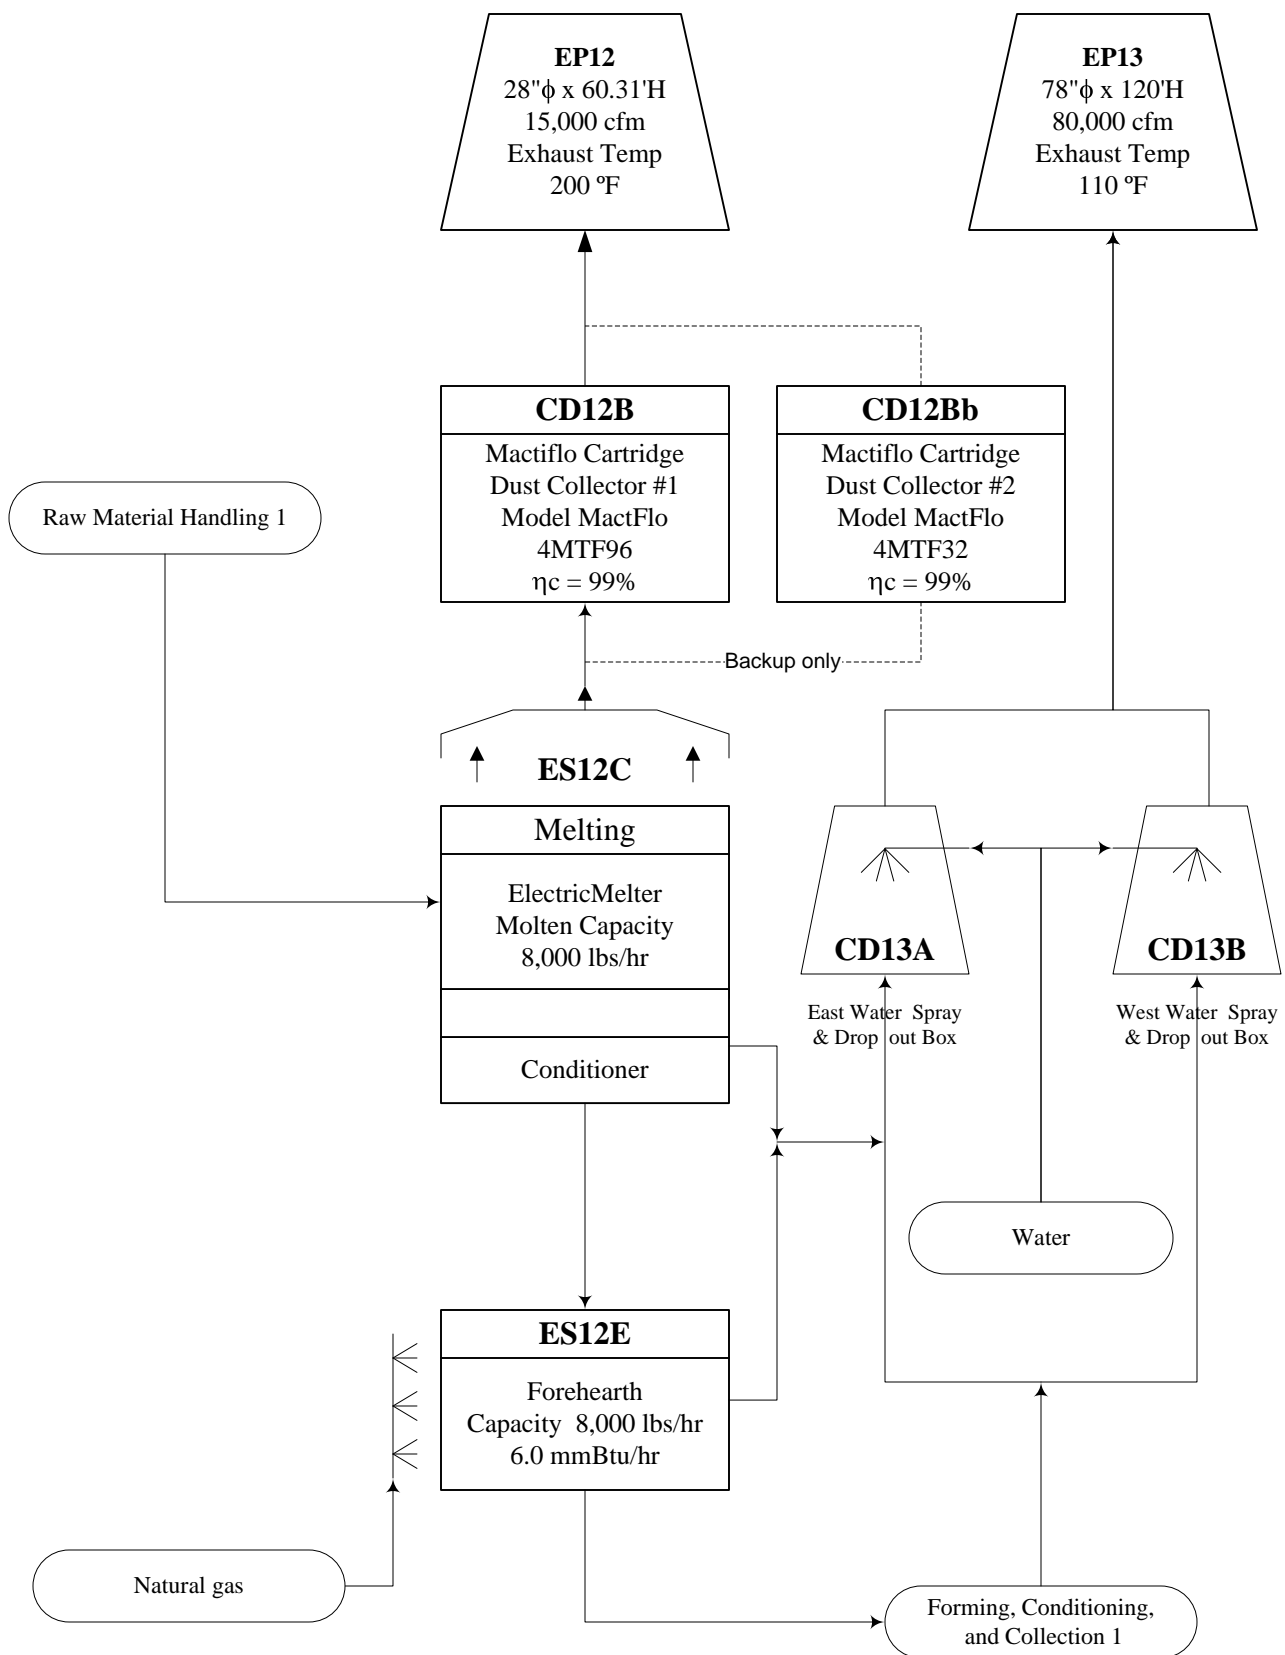 EP12
28"ϕ x 60.31'H
15,000 cfm
Exhaust Temp
200 ºF
EP13
78"ϕ x 120'H
80,000 cfm
Exhaust Temp
110 ºF
CD12B
Mactiflo Cartridge
Dust Collector #1
Model MactFlo
4MTF96
ηc = 99%
CD12Bb
Mactiflo Cartridge
Dust Collector #2
Model MactFlo
4MTF32
ηc = 99%
Raw Material Handling 1
Backup only
ES12C
Melting
ElectricMelter
Molten Capacity
8,000 lbs/hr
Conditioner
CD13A
East Water Spray
& Drop out Box
CD13B
West Water Spray
& Drop out Box
Water
ES12E
Forehearth
Capacity 8,000 lbs/hr
6.0 mmBtu/hr
Natural gas
Forming, Conditioning,
and Collection 1